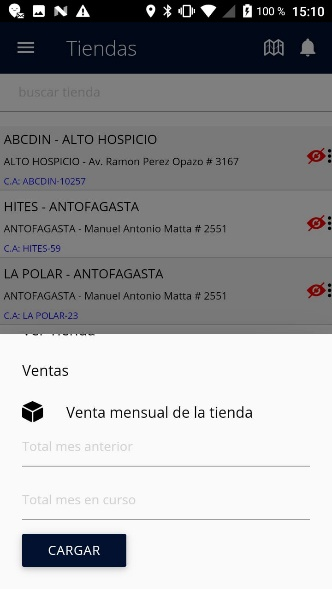 100 % 15:10
Tiendas
buscar tienda
ABCDIN - ALTO HOSPICIO
ALTO HOSPICIO - Av. Ramon Perez Opazo # 3167
C.A: ABCDIN-10257
HITES - ANTOFAGASTA
ANTOFAGASTA - Manuel Antonio Matta # 2551
C.A: HITES-59
LA POLAR - ANTOFAGASTA
ANTOFAGASTA - Manuel Antonio Matta # 2551
C.A: LA POLAR-23
Ver Tienda
Ventas
Venta mensual de la tienda
Total mes anterior
Total mes en curso
CARGAR